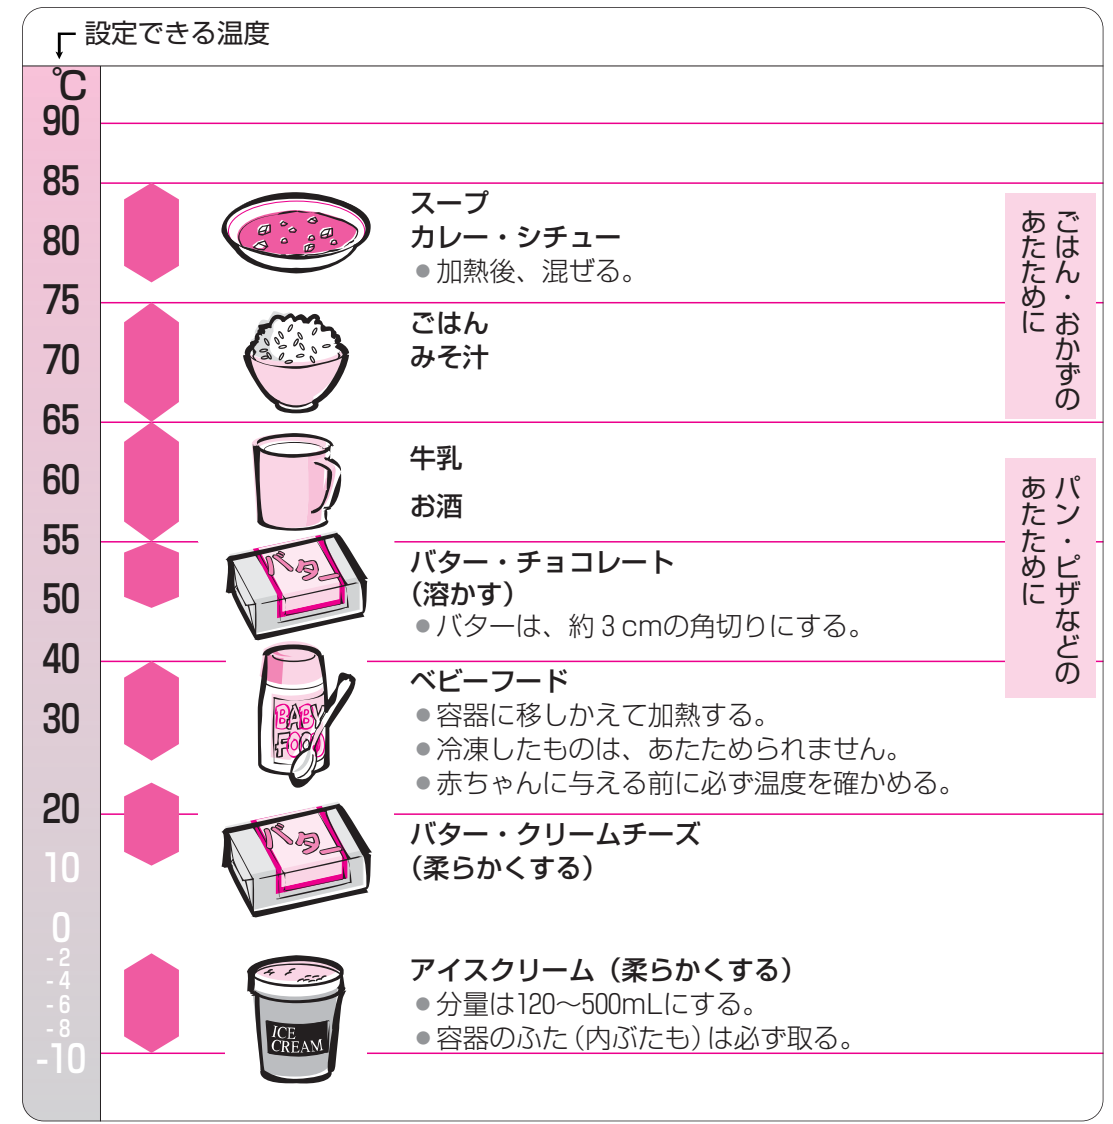 設定できる温度
℃
90
85
80
75
70
65
60
55
50
40
30
20
10
0
-2
-4
-6
-8
-10
スープ
カレー・シチュー
●加熱後、混ぜる。
ごはん
みそ汁
牛乳
お酒
バター
バター・チョコレート
(溶かす)
●バターは、約3cmの角切りにする。
BABY
FOOD
ベビーフード
●容器に移しかえて加熱する。
●冷凍したものは、あたためられません。
●赤ちゃんに与える前に必ず温度を確かめる。
バター
バター・クリームチーズ
(柔らかくする)
ICE
CREAM
アイスクリーム(柔らかくする)
●分量は120～500mLにする。
●容器のふた(内ぶたも)は必ず取る。
ごはん・おかずの
あたために
パン・ピザなどの
あたために